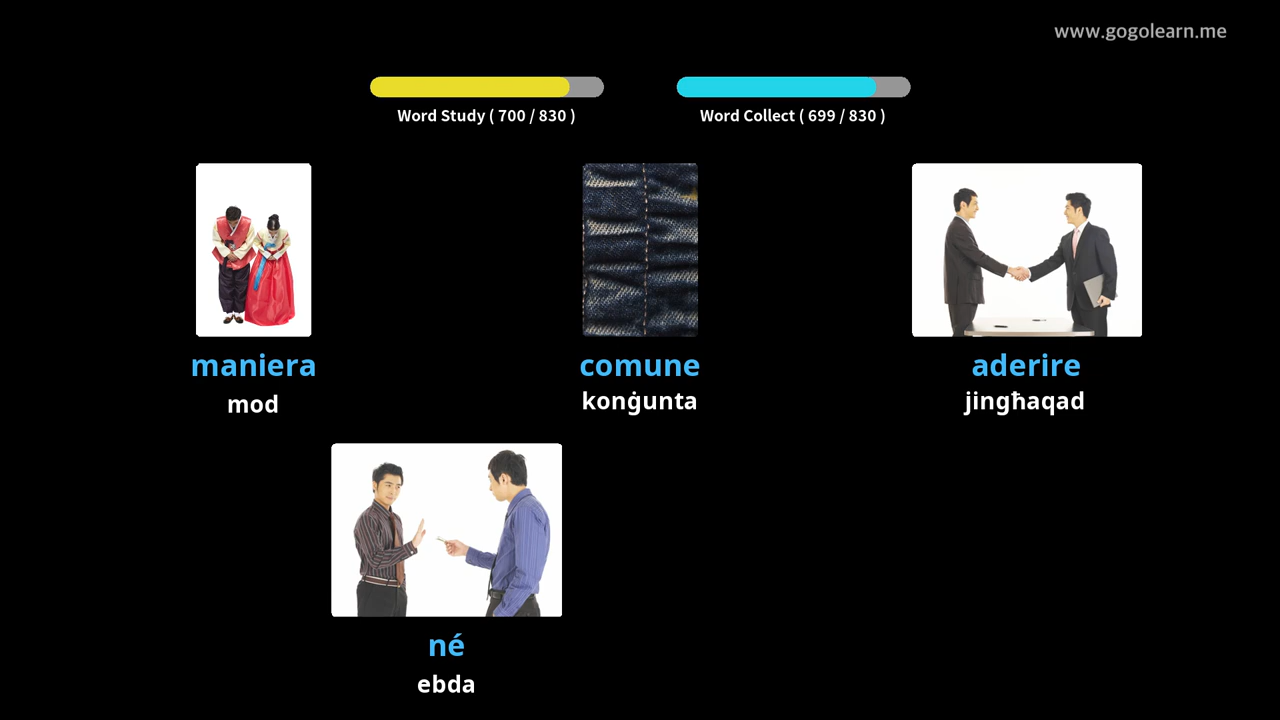 www.gogolearn.me
Word Study ( 700 / 830 )
Word Collect ( 699 / 830 )
maniera
mod
comune
konġunta
aderire
jingħaqad
né
ebda